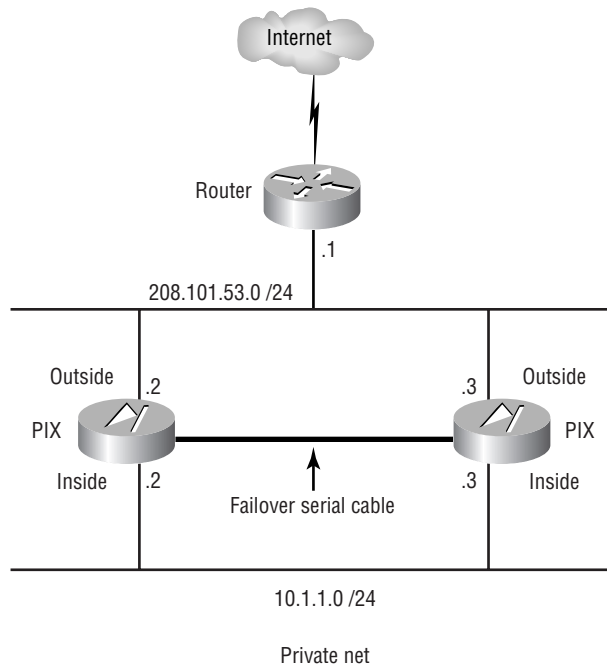 Internet
Router
.1
208.101.53.0 /24
Outside
.2
.3
Outside
PIX
PIX
Inside
.2
.3
Inside
Failover serial cable
10.1.1.0 /24
Private net